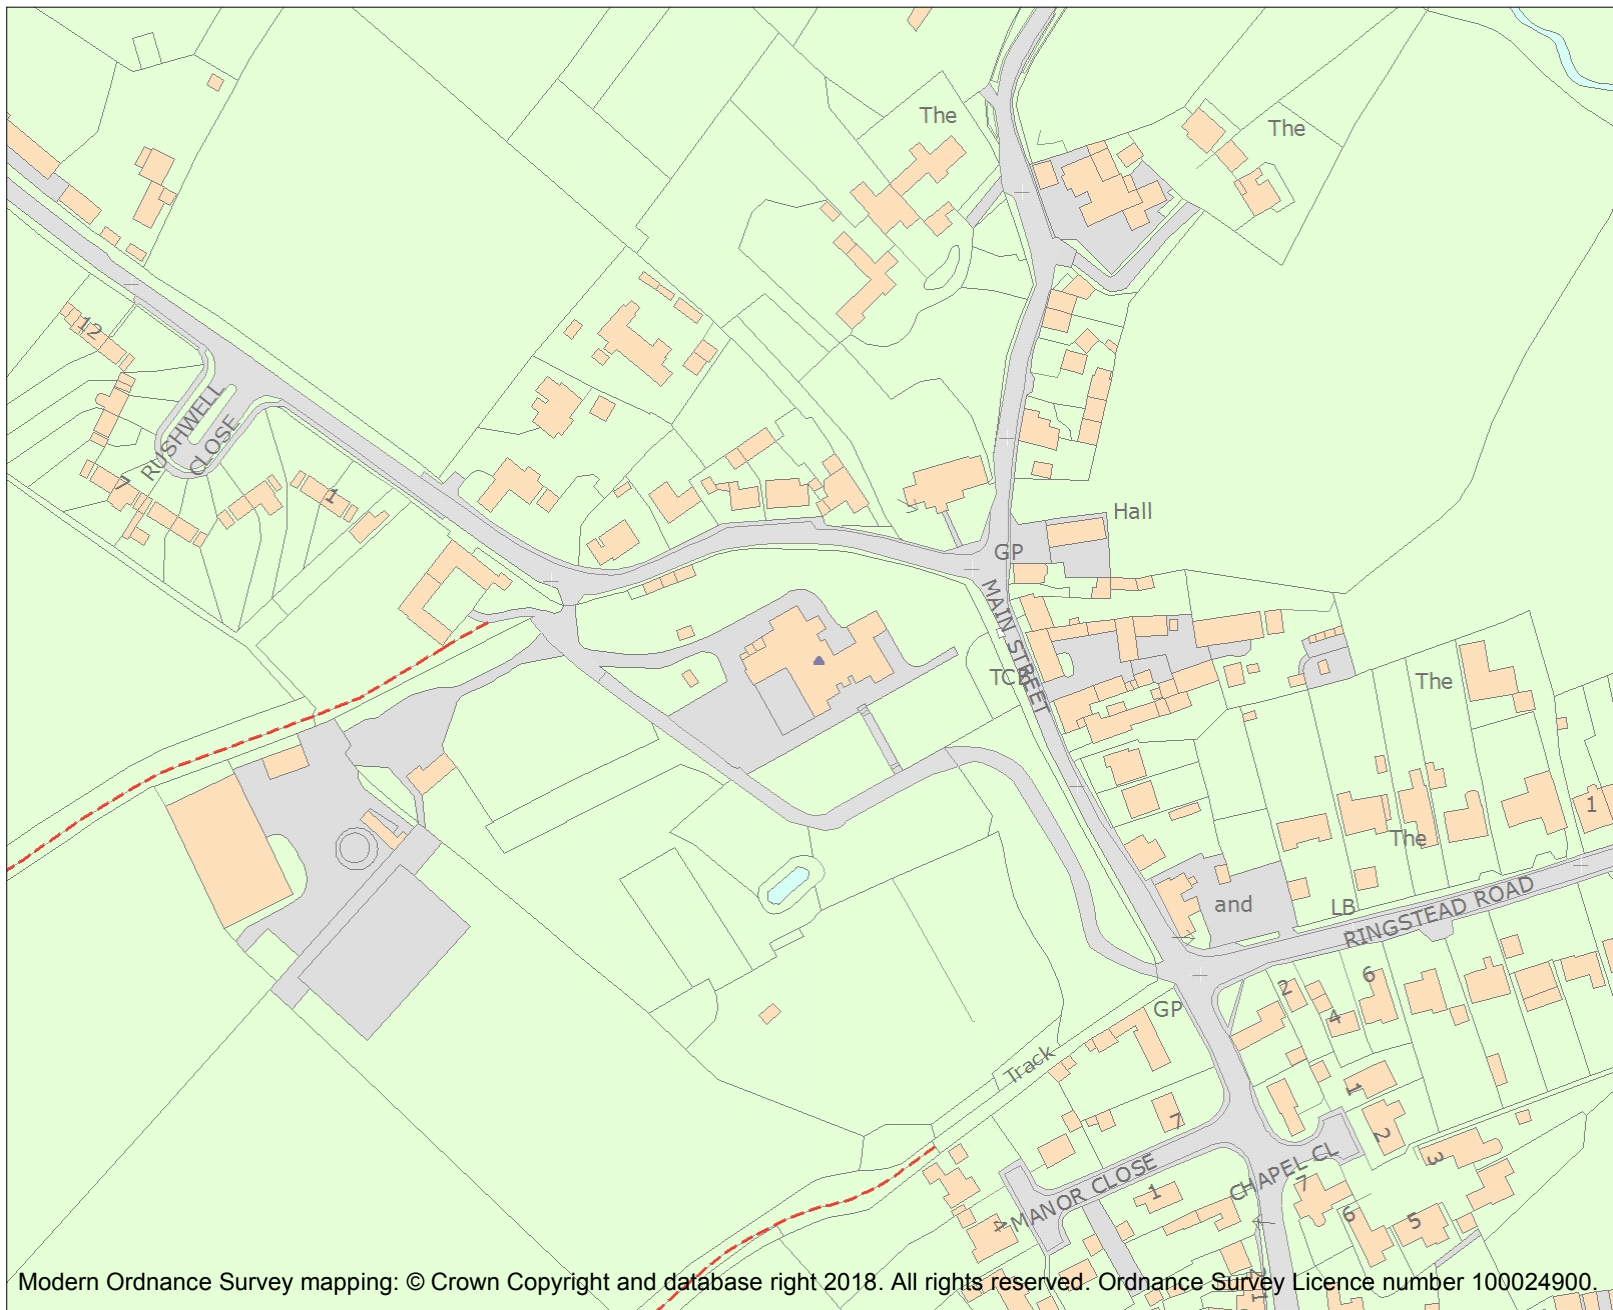 The
The
12
RUSHWELL
CLOSE
7
1
Hall
GP
MAIN STREET
The
1
The
and
LB
RINGSTEAD ROAD
6
2
4
GP
Track
1
7
2
3
MANOR CLOSE
1
CHAPEL CL
7
4
6
5
Modern Ordnance Survey mapping: © Crown Copyright and database right 2018. All rights reserved. Ordnance Survey Licence number 100024900.